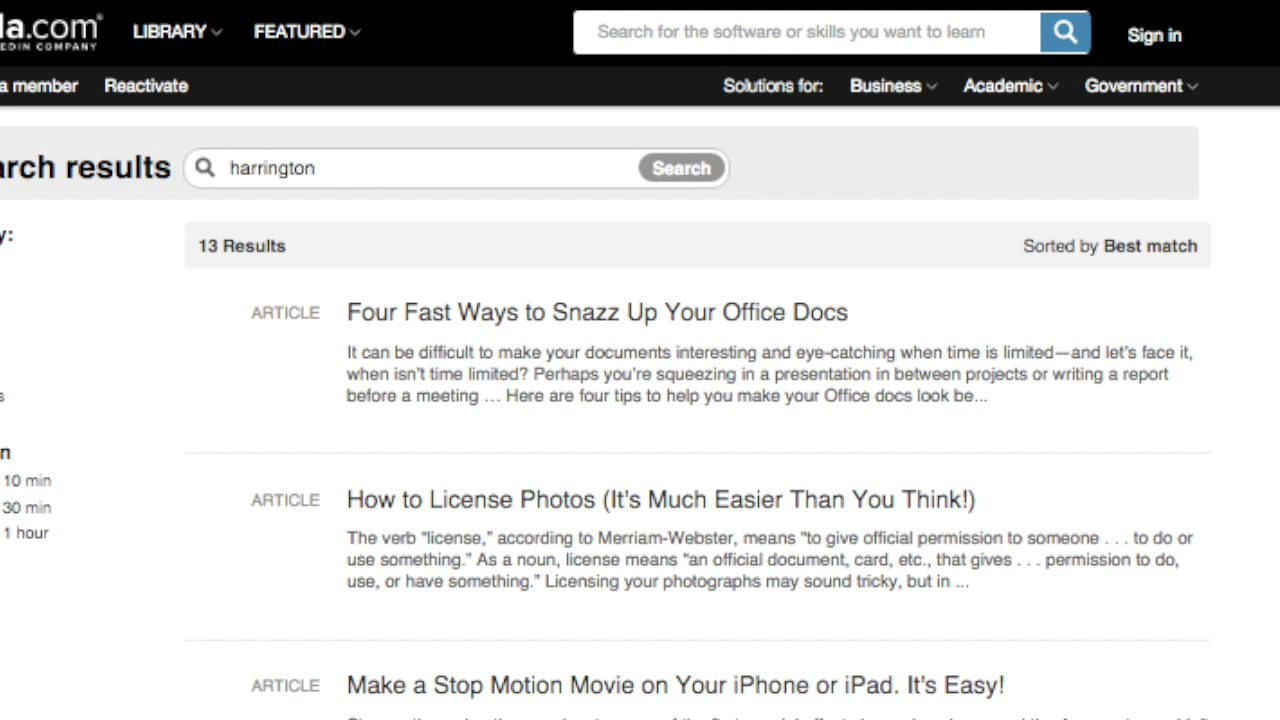 la.com®
LIBRARY
FEATURED
Search for the software or skills you want to learn
Sign in
EDIN COMPANY
a member
Reactivate
Solutions for:
Business
Academic
Government
arch results
harrington
Search
y:
13 Results
Sorted by Best match
ARTICLE
Four Fast Ways to Snazz Up Your Office Docs
It can be difficult to make your documents interesting and eye-catching when time is limited—and let's face it,
when isn't time limited? Perhaps you're squeezing in a presentation in between projects or writing a report
before a meeting … Here are four tips to help you make your Office docs look be...
s
n
10 min
30 min
1 hour
ARTICLE
How to License Photos (It's Much Easier Than You Think!)
The verb “license,” according to Merriam-Webster, means "to give official permission to someone . . . to do or
use something.” As a noun, license means “an official document, card, etc., that gives . . . permission to do,
use, or have something.” Licensing your photographs may sound tricky, but in ...
ARTICLE
Make a Stop Motion Movie on Your iPhone or iPad. It's Easy!